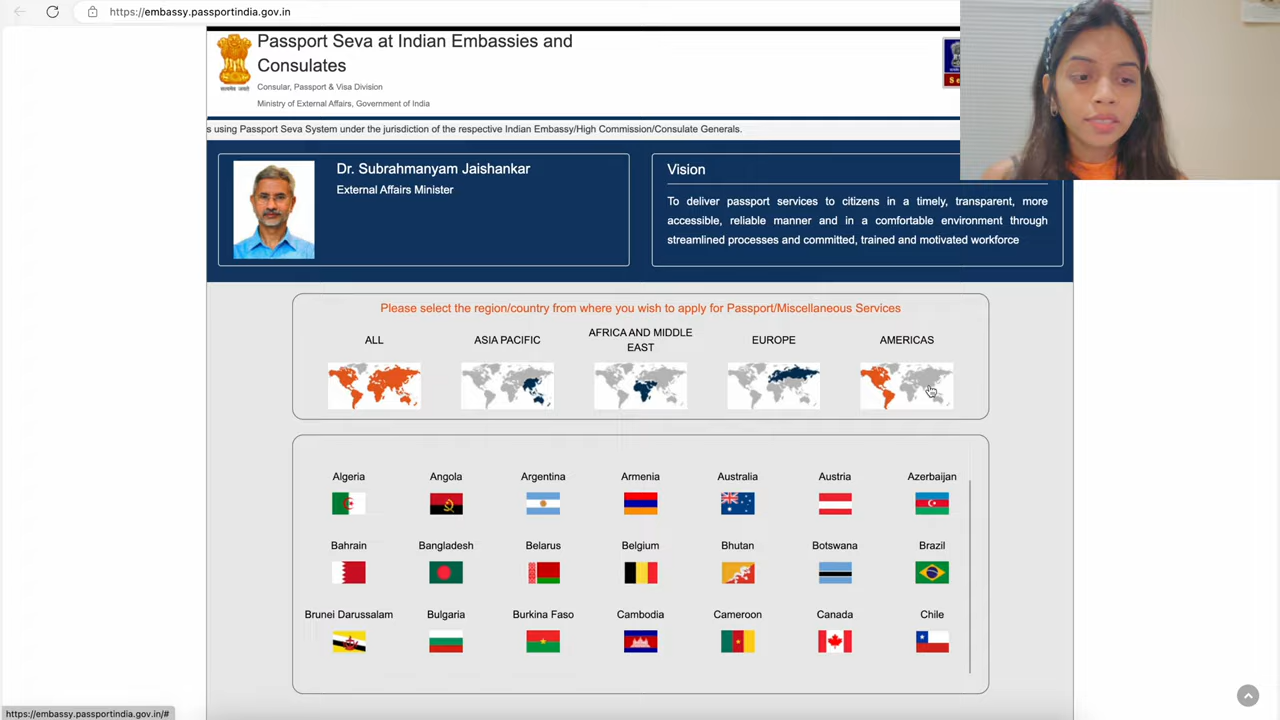 https://embassy.passportindia.gov.in
Passport Seva at Indian Embassies and
Consulates
Consular, Passport & Visa Division
Ministry of External Affairs, Government of India
s using Passport Seva System under the jurisdiction of the respective Indian Embassy/High Commission/Consulate Generals.
Dr. Subrahmanyam Jaishankar
External Affairs Minister
Vision
To deliver passport services to citizens in a timely, transparent, more
accessible, reliable manner and in a comfortable environment through
streamlined processes and committed, trained and motivated workforce
Please select the region/country from where you wish to apply for Passport/Miscellaneous Services
ALL
ASIA PACIFIC
AFRICA AND MIDDLE
EAST
EUROPE
AMERICAS
Algeria
Angola
Argentina
Armenia
Australia
Austria
Azerbaijan
Bahrain
Bangladesh
Belarus
Belgium
Bhutan
Botswana
Brazil
Brunei Darussalam
Bulgaria
Burkina Faso
Cambodia
Cameroon
Canada
Chile
https://embassy.passportindia.gov.in/#